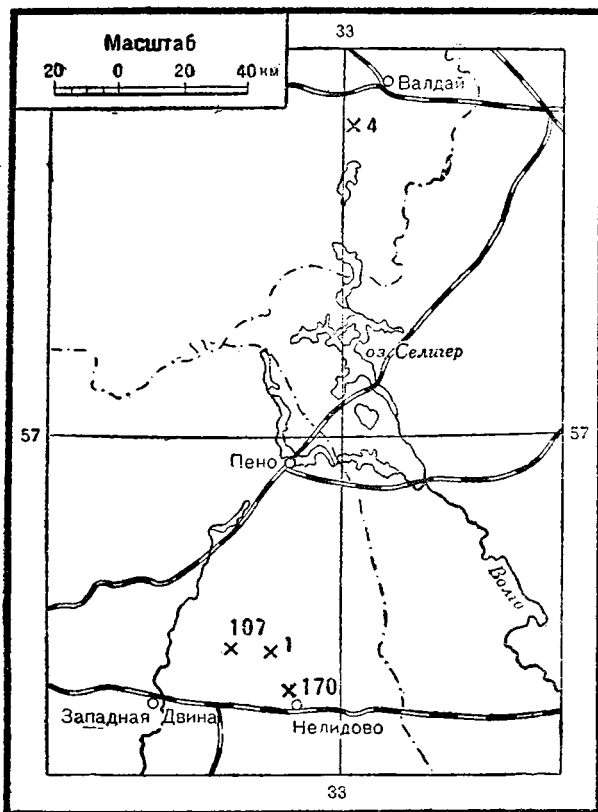 Масштаб
20 0 20 40 км
33
Валдай
4
оз. Селигер
57 57
Пено
Волга
107
1
170
Западная Двина
Нелидово
33